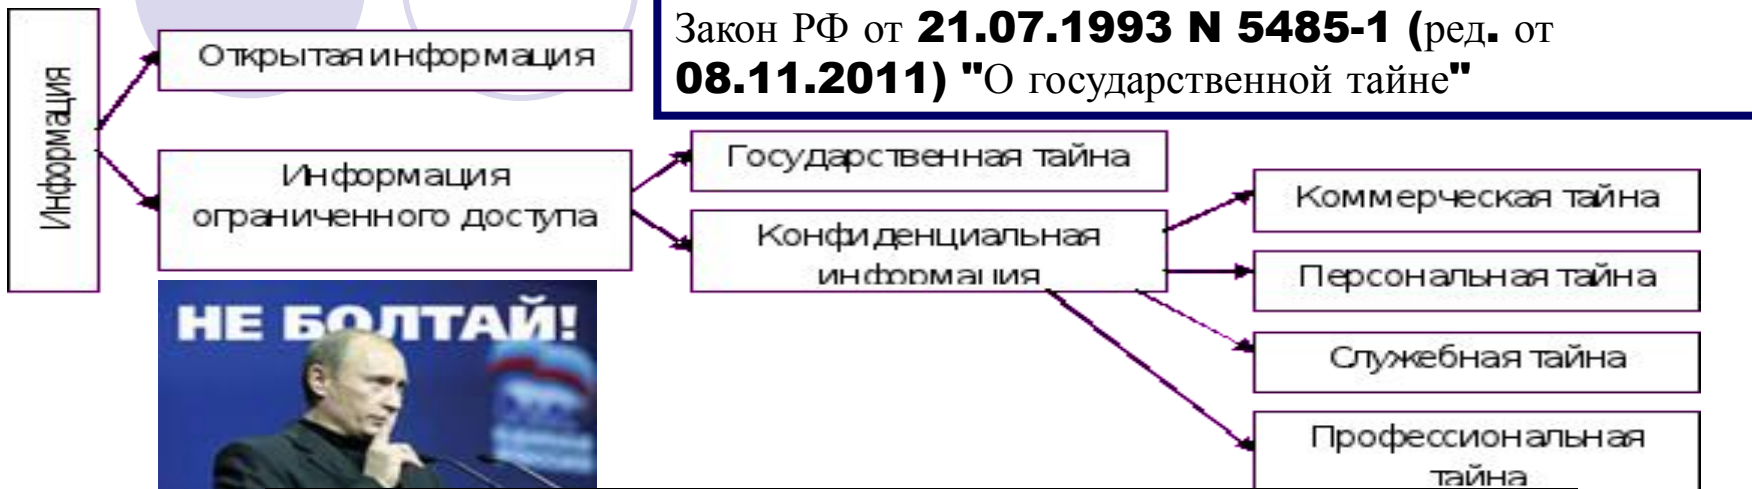 Закон РФ от 21.07.1993 N 5485-1 (ред. от
08.11.2011) "О государственной тайне"
Информация
Открытая информация
Информация
ограниченного доступа
Государственная тайна
Конфиденциальная
информация
Коммерческая тайна
Персональная тайна
Служебная тайна
Профессиональная
тайна
НЕ БОЛТАЙ!